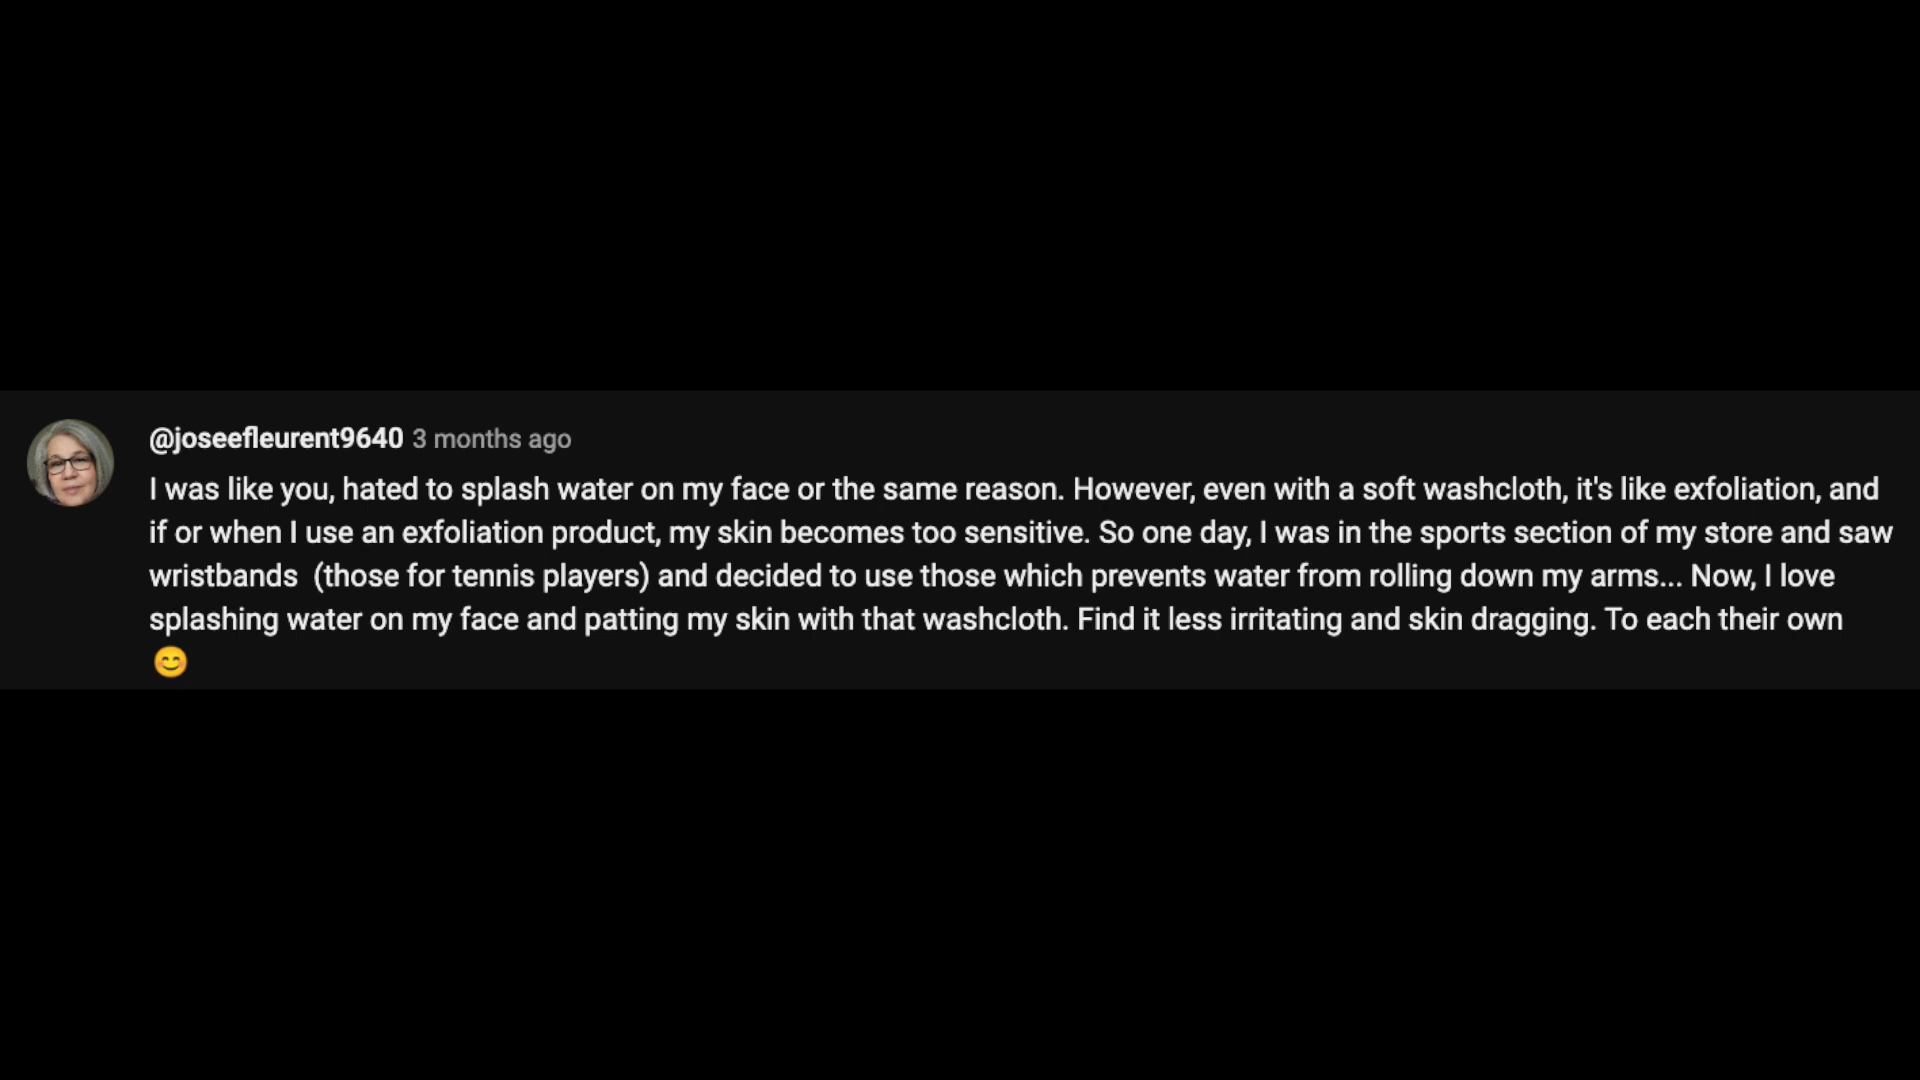 @joseefleurent9640 3 months ago
I was like you, hated to splash water on my face or the same reason. However, even with a soft washcloth, it's like exfoliation, and
if or when I use an exfoliation product, my skin becomes too sensitive. So one day, I was in the sports section of my store and saw
wristbands  (those for tennis players) and decided to use those which prevents water from rolling down my arms... Now, I love
splashing water on my face and patting my skin with that washcloth. Find it less irritating and skin dragging. To each their own
😊